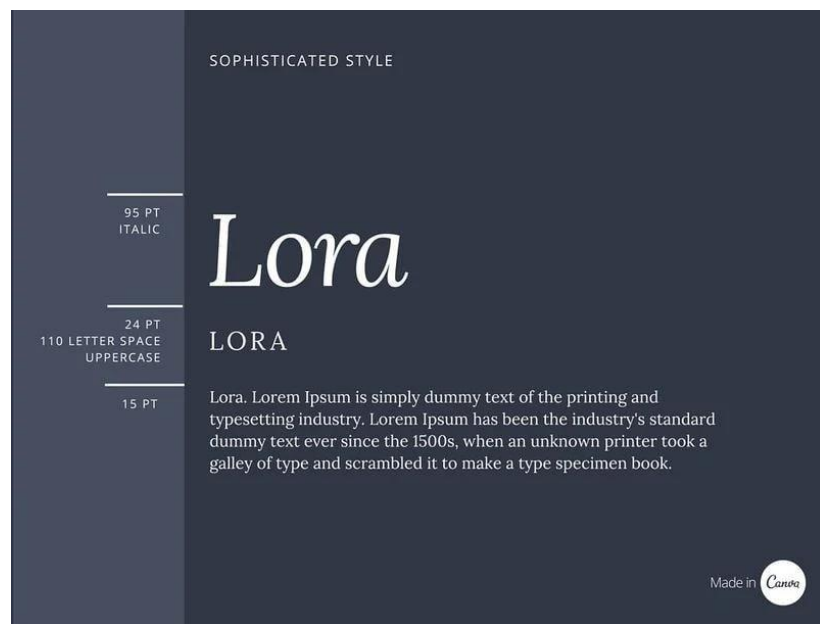 SOPHISTICATED STYLE
95 PT
ITALIC
Lora
24 PT
110 LETTER SPACE
UPPERCASE
LORA
15 PT
Lora. Lorem Ipsum is simply dummy text of the printing and
typesetting industry. Lorem Ipsum has been the industry's standard
dummy text ever since the 1500s, when an unknown printer took a
galley of type and scrambled it to make a type specimen book.
Made in Canva